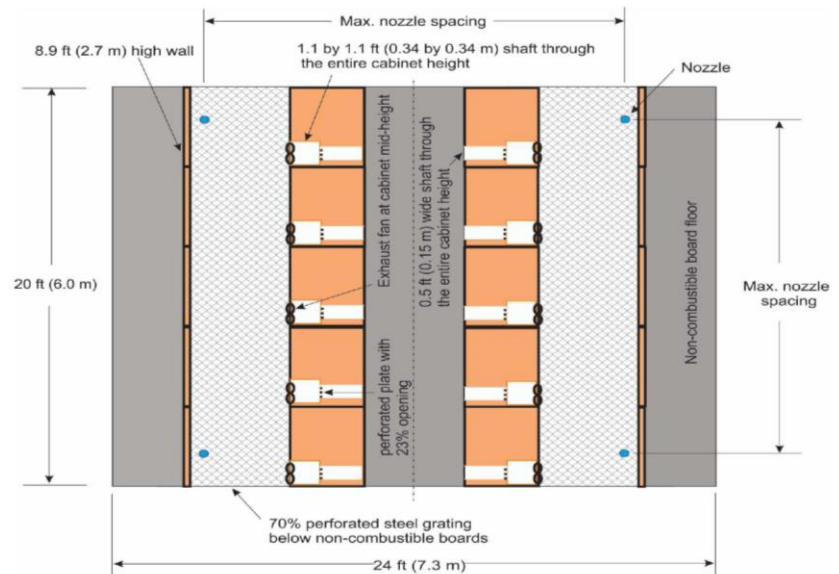 Max. nozzle spacing
8.9 ft (2.7 m) high wall
1.1 by 1.1 ft (0.34 by 0.34 m) shaft through
the entire cabinet height
Nozzle
Exhaust fan at cabinet mid-height
0.5 ft (0.15 m) wide shaft through
the entire cabinet height
20 ft (6.0 m)
Max. nozzle
spacing
Non-combustible board floor
perforated plate with
23% opening
70% perforated steel grating
below non-combustible boards
24 ft (7.3 m)